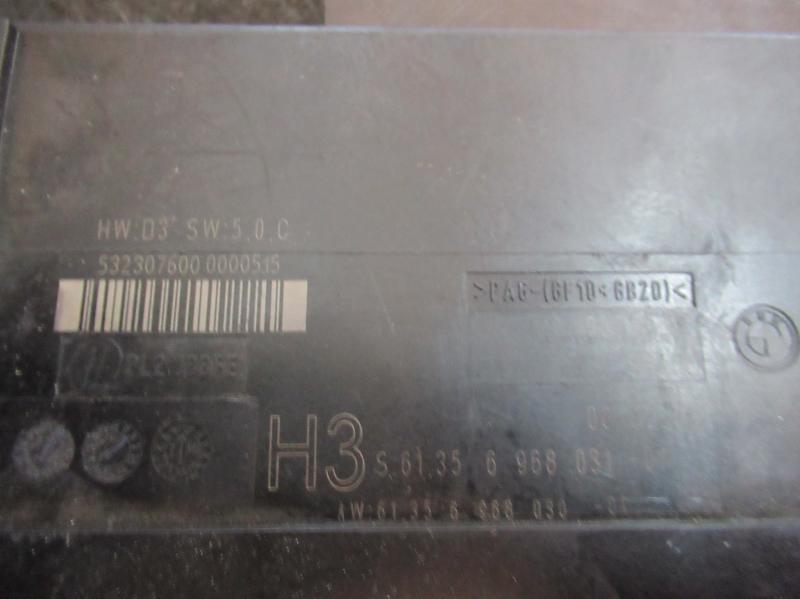 HW:D3 SW:5.0.C
532307600 0000515
>PA6-(GF10+GB20)<
H3
S.61.35 6 968 031
AW:61.35 6 968 030